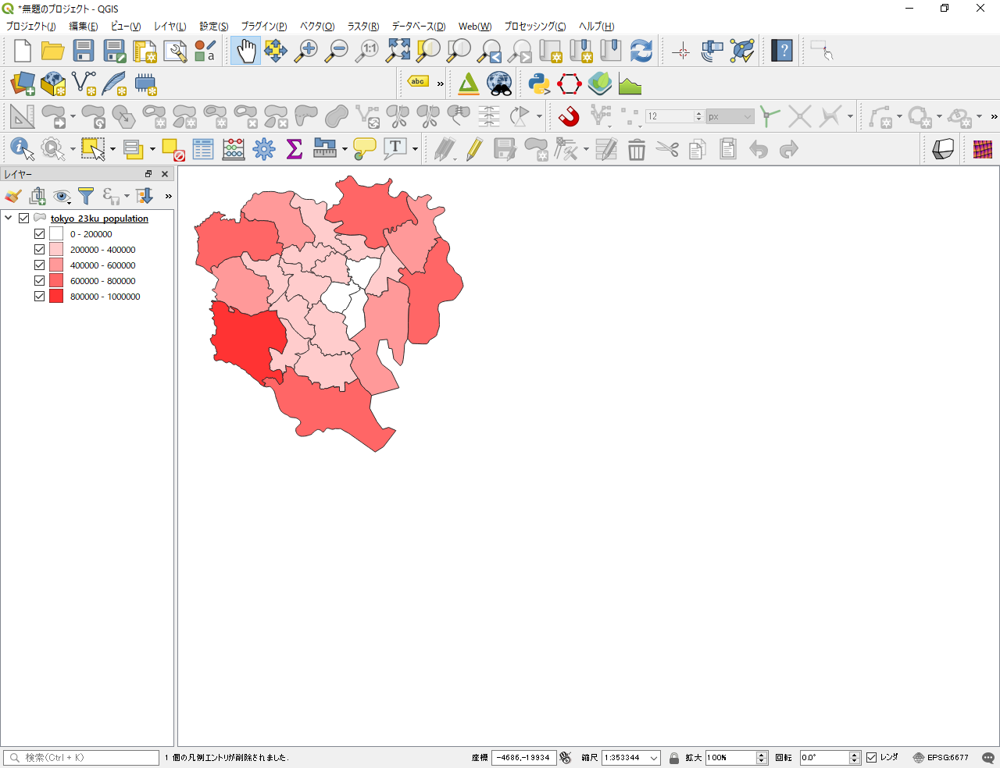 *無題のプロジェクト - QGIS
プロジェクト(J) 編集(E) ビュー(V) レイヤ(L) 設定(S) プラグイン(P) ベクタ(O) ラスタ(R) データベース(D) Web(W) プロセッシング(C) ヘルプ(H)
1:1
a
abc
»
12
px
»
T
レイヤー
»
tokyo_23ku_population
0 - 200000
200000 - 400000
400000 - 600000
600000 - 800000
800000 - 1000000
検索(Ctrl + K) 1 個の凡例エントリが削除されました. 座標 -4686,-19934 縮尺 1:353344 拡大 100% 回転 0.0° レンダ EPSG:6677